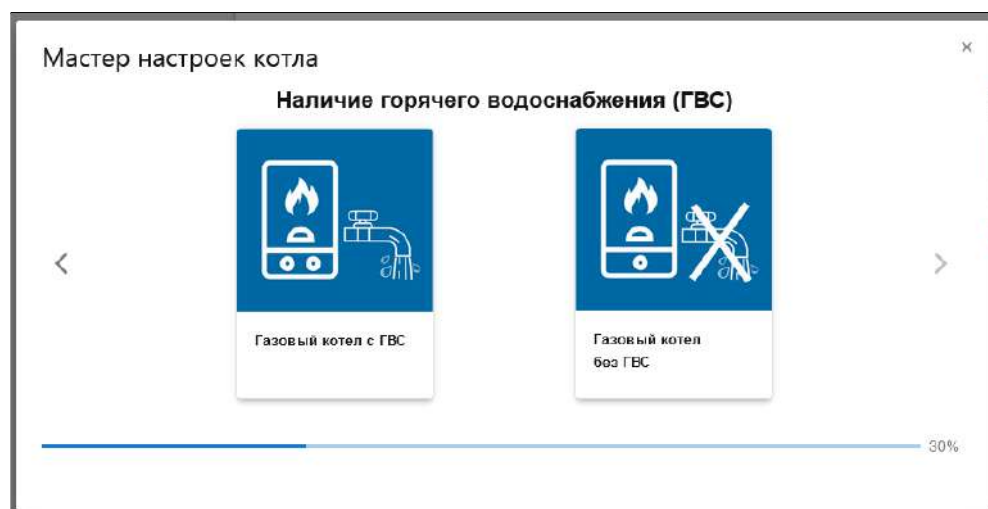 Мастер настроек котла
×
Наличие горячего водоснабжения (ГВС)
Газовый котел с ГВС
Газовый котел
без ГВС
30%